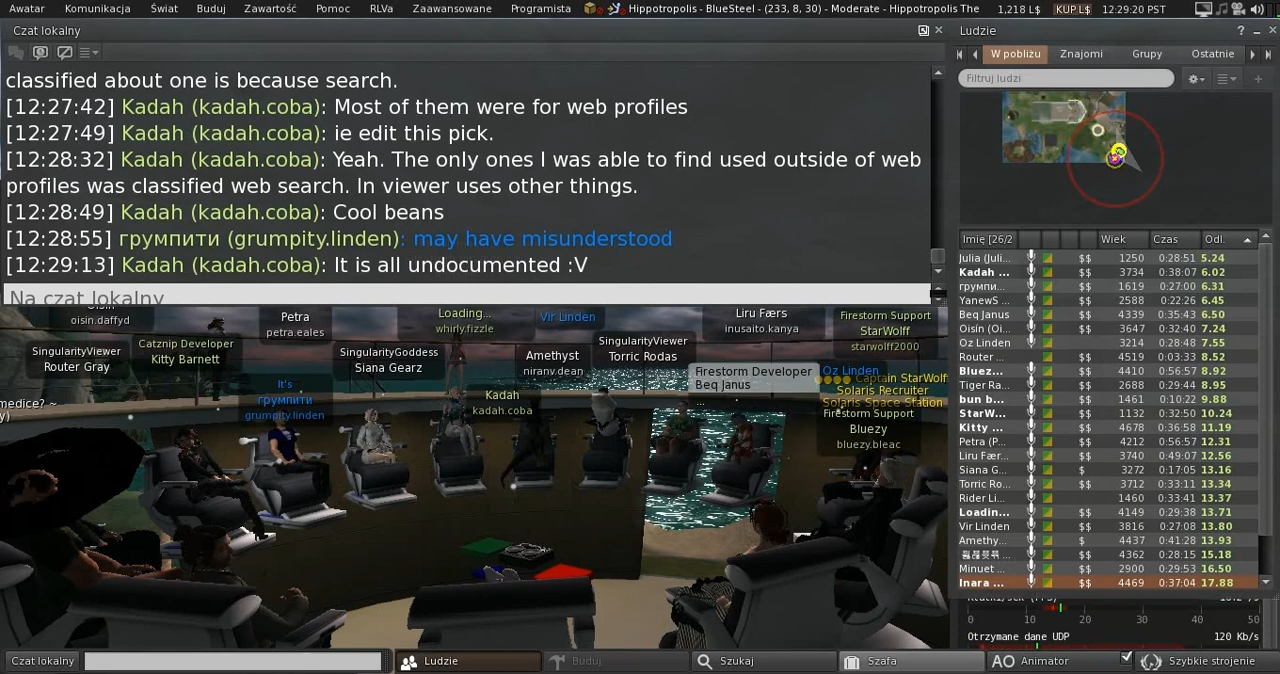 Awatar Komunikacja Świat Buduj Zawartość Pomoc RLVa Zaawansowane Programista Hippotropolis - BlueSteel - (233, 8, 30) - Moderate - Hippotropolis The 1,218 L$ KUP L$ 12:29:20 PST
Czat lokalny
classified about one is because search.
[12:27:42] Kadah (kadah.coba): Most of them were for web profiles
[12:27:49] Kadah (kadah.coba): ie edit this pick.
[12:28:32] Kadah (kadah.coba): Yeah. The only ones I was able to find used outside of web
profiles was classified web search. In viewer uses other things.
[12:28:49] Kadah (kadah.coba): Cool beans
[12:28:55] грумпити (grumpity.linden): may have misunderstood
[12:29:13] Kadah (kadah.coba): It is all undocumented :V
Na czat lokalny
oisin.daffyd
Petra
petra.eales
Loading...
whirly.fizzle
Vir Linden
Liru Færs
inusaito.kanya
Firestorm Support
StarWolff
starwolff2000
SingularityViewer
Router Gray
Catznip Developer
Kitty Barnett
SingularityGoddess
Siana Gearz
Amethyst
nirany.dean
SingularityViewer
Torric Rodas
Firestorm Developer
Beq Janus
...
Oz Linden
Captain StarWolf
Solaris Recruiter
Solaris Space Station
Firestorm Support
Bluezy
bluezy.bleac
It's
грумпити
grumpity.linden
Kadah
kadah.coba
medice? ~
y)
Ludzie
W pobliżu Znajomi Grupy Ostatnie
Filtruj ludzi
Imię [26/2 Wiek Czas Odl.
Julia (Juli... $$ 1250 0:28:51 5.24
Kadah ... $$ 3734 0:38:07 6.02
грумпи... $$ 1619 0:27:00 6.31
YanewS ... $$ 2588 0:22:26 6.45
Beq Janus $$ 4339 0:35:43 6.50
Oisín (Oi... $$ 3647 0:32:40 7.24
Oz Linden $ 3214 0:28:48 7.55
Router ... $$ 4519 0:03:33 8.52
Bluez... $$ 4410 0:56:57 8.92
Tiger Ra... $$ 2688 0:29:44 8.95
bun b... $$ 1461 0:10:22 9.88
StarW... $$ 1132 0:32:50 10.24
Kitty ... $$ 4678 0:36:58 11.19
Petra (P... $$ 4212 0:56:57 12.31
Liru Fær... $$ 3740 0:49:07 12.56
Siana G... $ 3272 0:17:05 13.16
Torric Ro... $$ 3712 0:33:11 13.34
Rider Li... 1460 0:33:41 13.37
Loadin... $$ 4149 0:29:38 13.71
Vir Linden $$ 3816 0:27:08 13.80
Amethy... $ 4437 0:41:28 13.93
$$ 4362 0:28:15 15.18
Minuet ... $$ 2900 0:29:53 16.50
Inara ... $$ 4469 0:37:04 17.88
0 10 20 30 40 50
Otrzymane dane UDP 120 Kb/s
Czat lokalny Ludzie Buduj Szukaj Szafa AO Animator Szybkie strojenie